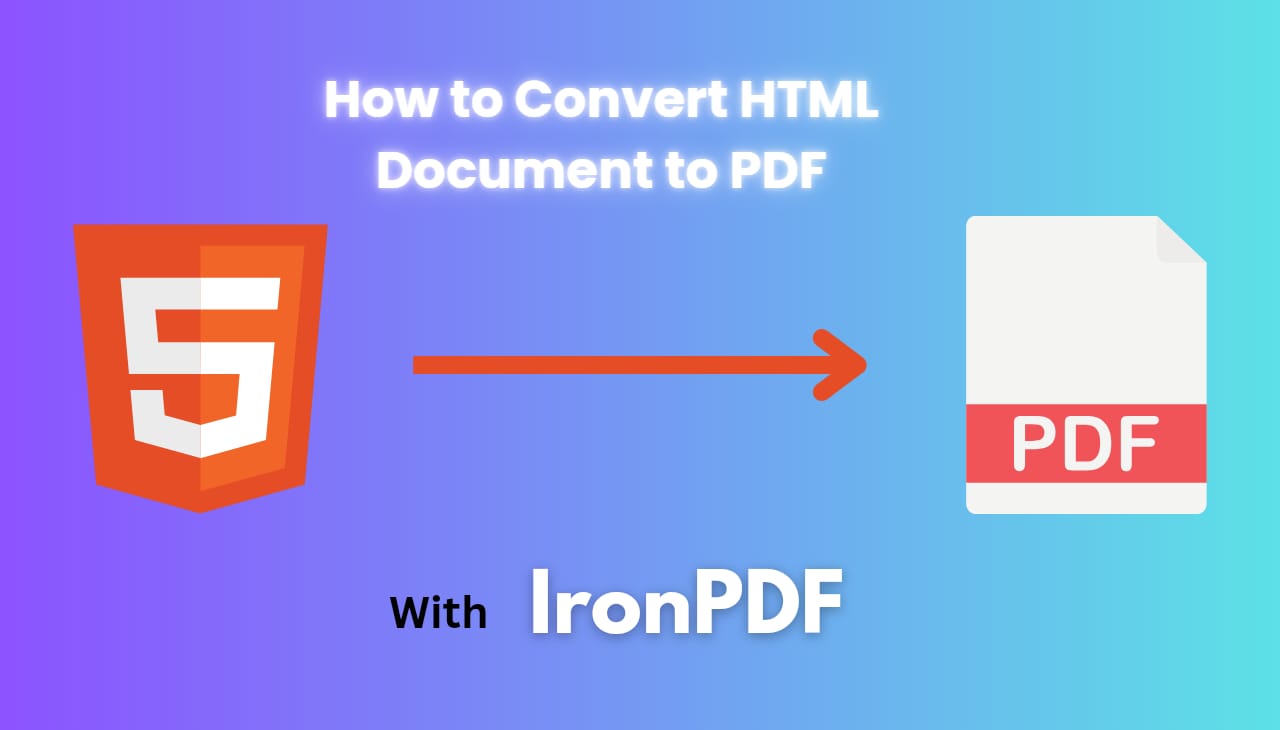 How to Convert HTML
Document to PDF
5
PDF
With IronPDF